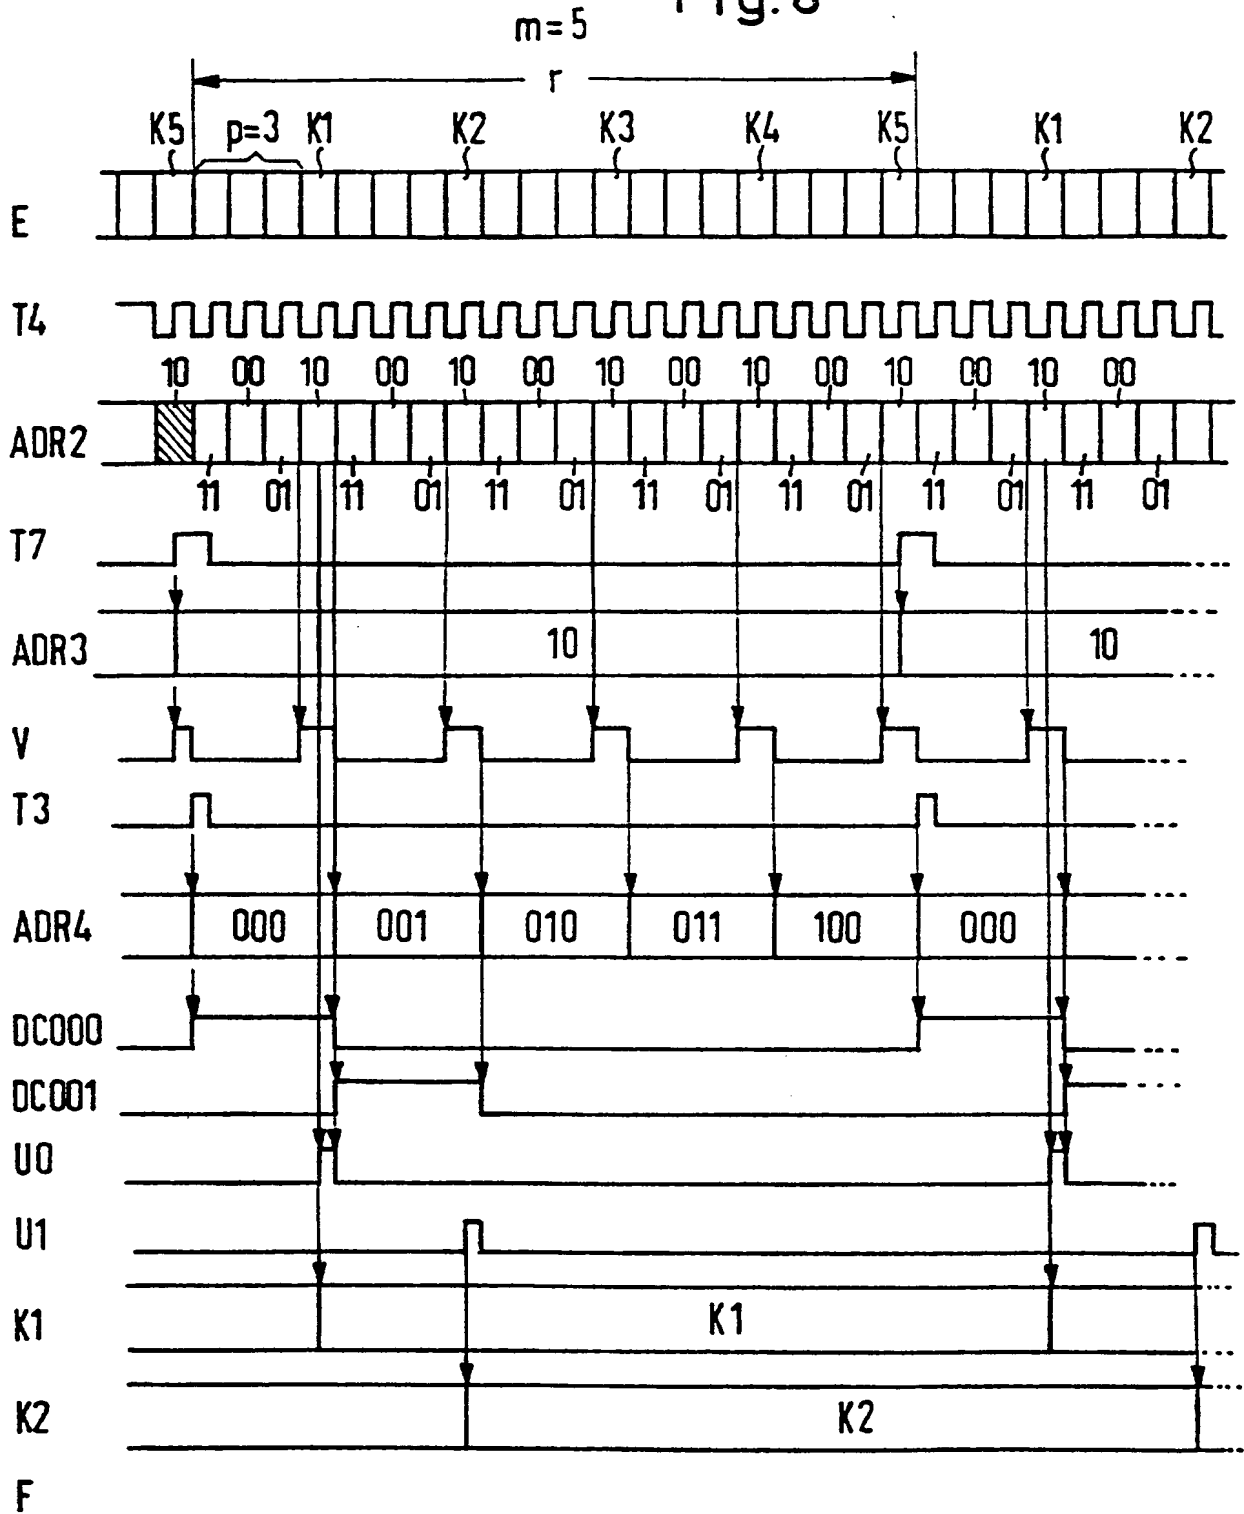 Fig. 8
m=5
r
K5 p=3 K1 K2 K3 K4 K5 K1 K2
E
T4
10 00 10 00 10 00 10 00 10 00 10 00 10 00
ADR2
11 01 11 01 11 01 11 01 11 01 11 01 11 01
T7
ADR3 10 10
V
T3
ADR4 000 001 010 011 100 000
DC000
DC001
U0
U1
K1 K1
K2 K2
F